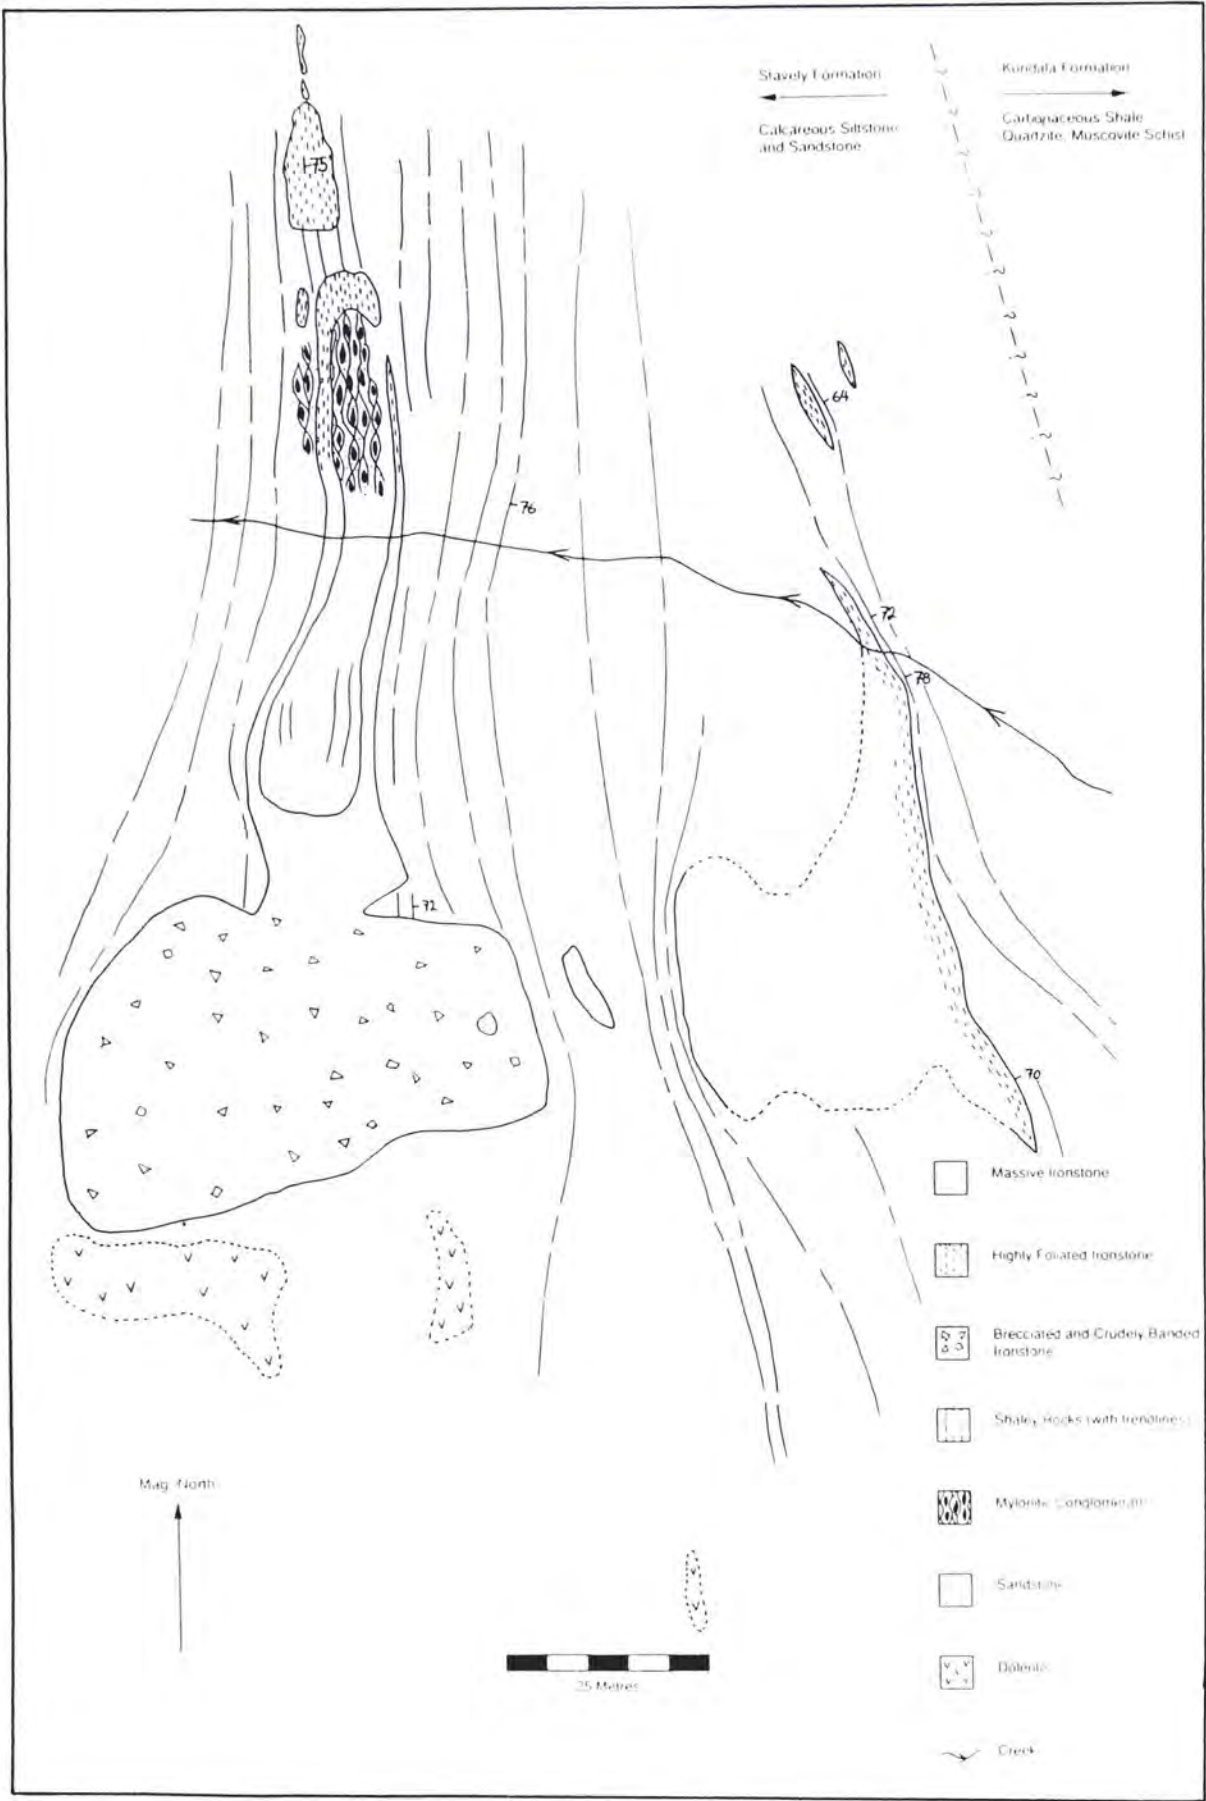 Stavely Formation
Calcareous Siltstone
and Sandstone
Kuridala Formation
Carbonaceous Shale
Quartzite, Muscovite Schist
? ? ? ? ? ? ? ? ? ? ?
75
64
76
72
78
72
70
Massive Ironstone
Highly Foliated Ironstone
Brecciated and Crudely Banded
Ironstone
Shaley Rocks (with trendlines)
Mylonitic Conglomerate
Sandstone
Dolerite
Creek
Mag. North
25 Metres